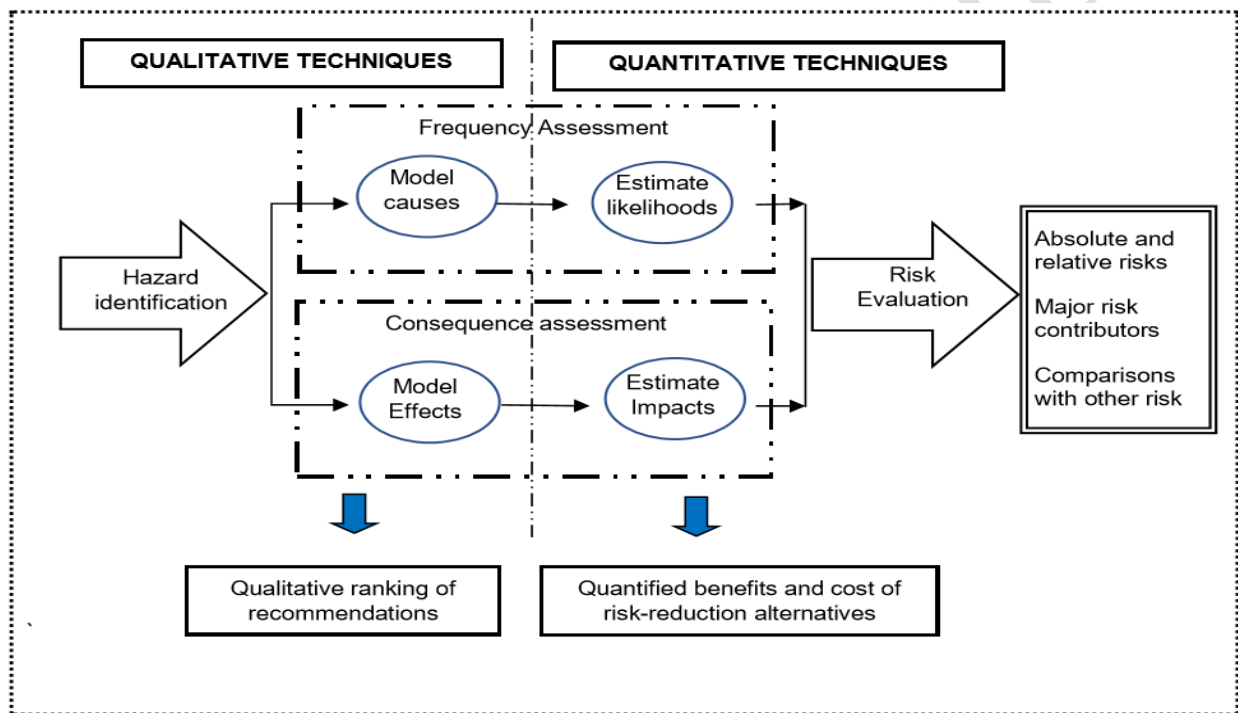 QUALITATIVE TECHNIQUES
QUANTITATIVE TECHNIQUES
Frequency Assessment
Model
causes
Estimate
likelihoods
Hazard
identification
Consequence assessment
Model
Effects
Estimate
Impacts
Risk
Evaluation
Absolute and
relative risks
Major risk
contributors
Comparisons
with other risk
Qualitative ranking of
recommendations
Quantified benefits and cost of
risk-reduction alternatives
`